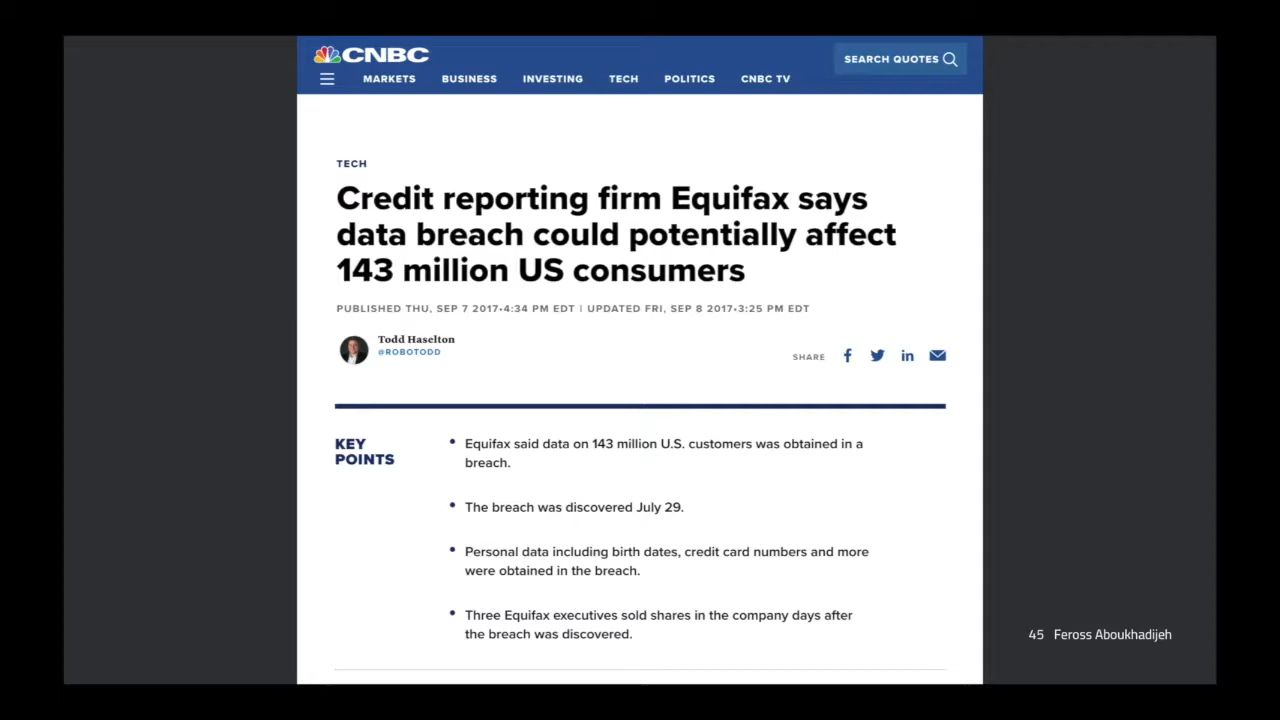 CNBC
SEARCH QUOTES
MARKETS BUSINESS INVESTING TECH POLITICS CNBC TV
TECH
Credit reporting firm Equifax says
data breach could potentially affect
143 million US consumers
PUBLISHED THU, SEP 7 2017•4:34 PM EDT | UPDATED FRI, SEP 8 2017•3:25 PM EDT
Todd Haselton
@ROBOTODD
SHARE
KEY
POINTS
• Equifax said data on 143 million U.S. customers was obtained in a
breach.
• The breach was discovered July 29.
• Personal data including birth dates, credit card numbers and more
were obtained in the breach.
• Three Equifax executives sold shares in the company days after
the breach was discovered.
45 Feross Aboukhadijeh